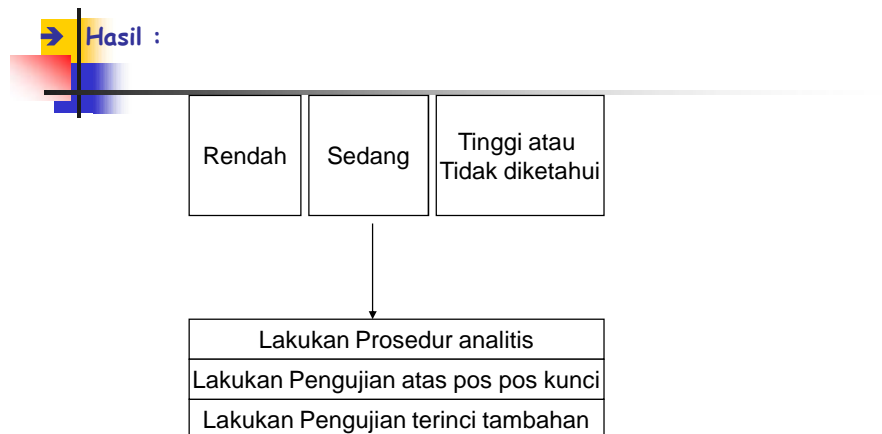 ➔ Hasil :
Rendah
Sedang
Tinggi atau
Tidak diketahui
Lakukan Prosedur analitis
Lakukan Pengujian atas pos pos kunci
Lakukan Pengujian terinci tambahan